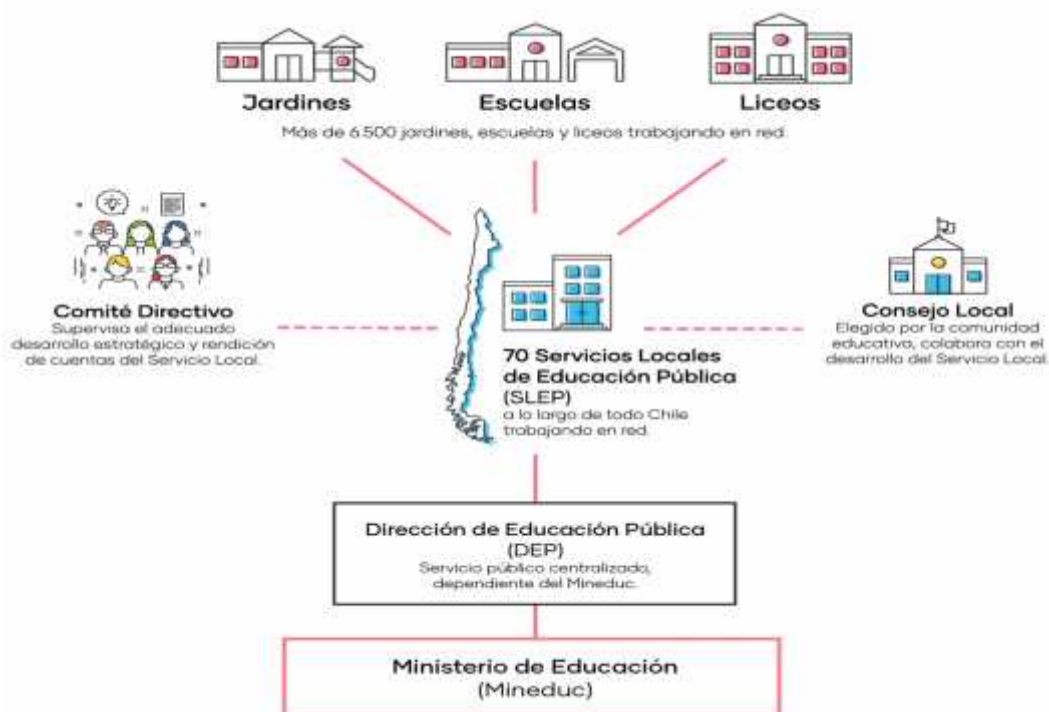 Jardines
Escuelas
Liceos
Más de 6.500 jardines, escuelas y liceos trabajando en red.
Comité Directivo
Supervisa el adecuado
desarrollo estratégico y rendición
de cuentas del Servicio Local.
70 Servicios Locales
de Educación Pública
(SLEP)
a lo largo de todo Chile
trabajando en red.
Consejo Local
Elegido por la comunidad
educativa, colabora con el
desarrollo del Servicio Local.
Dirección de Educación Pública
(DEP)
Servicio público centralizado,
dependiente del Mineduc.
Ministerio de Educación
(Mineduc)